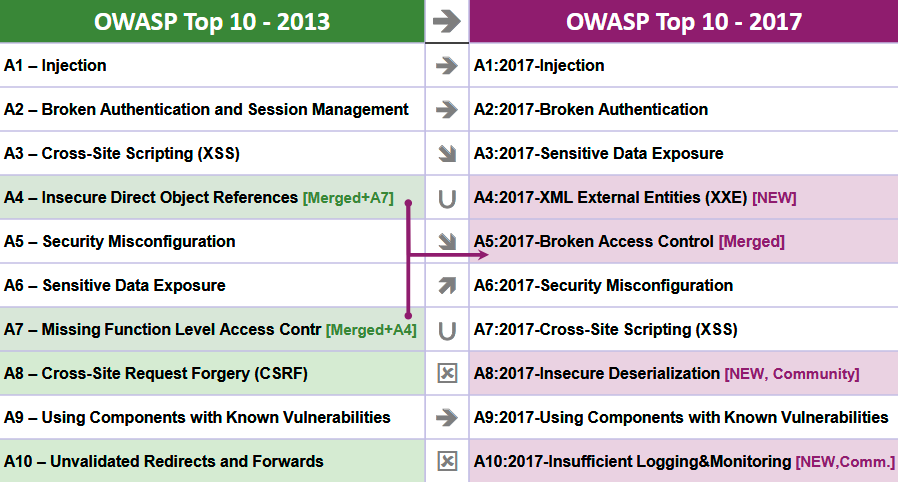 OWASP Top 10 - 2013 OWASP Top 10 - 2017
A1 – Injection A1:2017-Injection
A2 – Broken Authentication and Session Management A2:2017-Broken Authentication
A3 – Cross-Site Scripting (XSS) A3:2017-Sensitive Data Exposure
A4 – Insecure Direct Object References [Merged+A7] A4:2017-XML External Entities (XXE) [NEW]
A5 – Security Misconfiguration A5:2017-Broken Access Control [Merged]
A6 – Sensitive Data Exposure A6:2017-Security Misconfiguration
A7 – Missing Function Level Access Contr [Merged+A4] A7:2017-Cross-Site Scripting (XSS)
A8 – Cross-Site Request Forgery (CSRF) A8:2017-Insecure Deserialization [NEW, Community]
A9 – Using Components with Known Vulnerabilities A9:2017-Using Components with Known Vulnerabilities
A10 – Unvalidated Redirects and Forwards A10:2017-Insufficient Logging&Monitoring [NEW,Comm.]